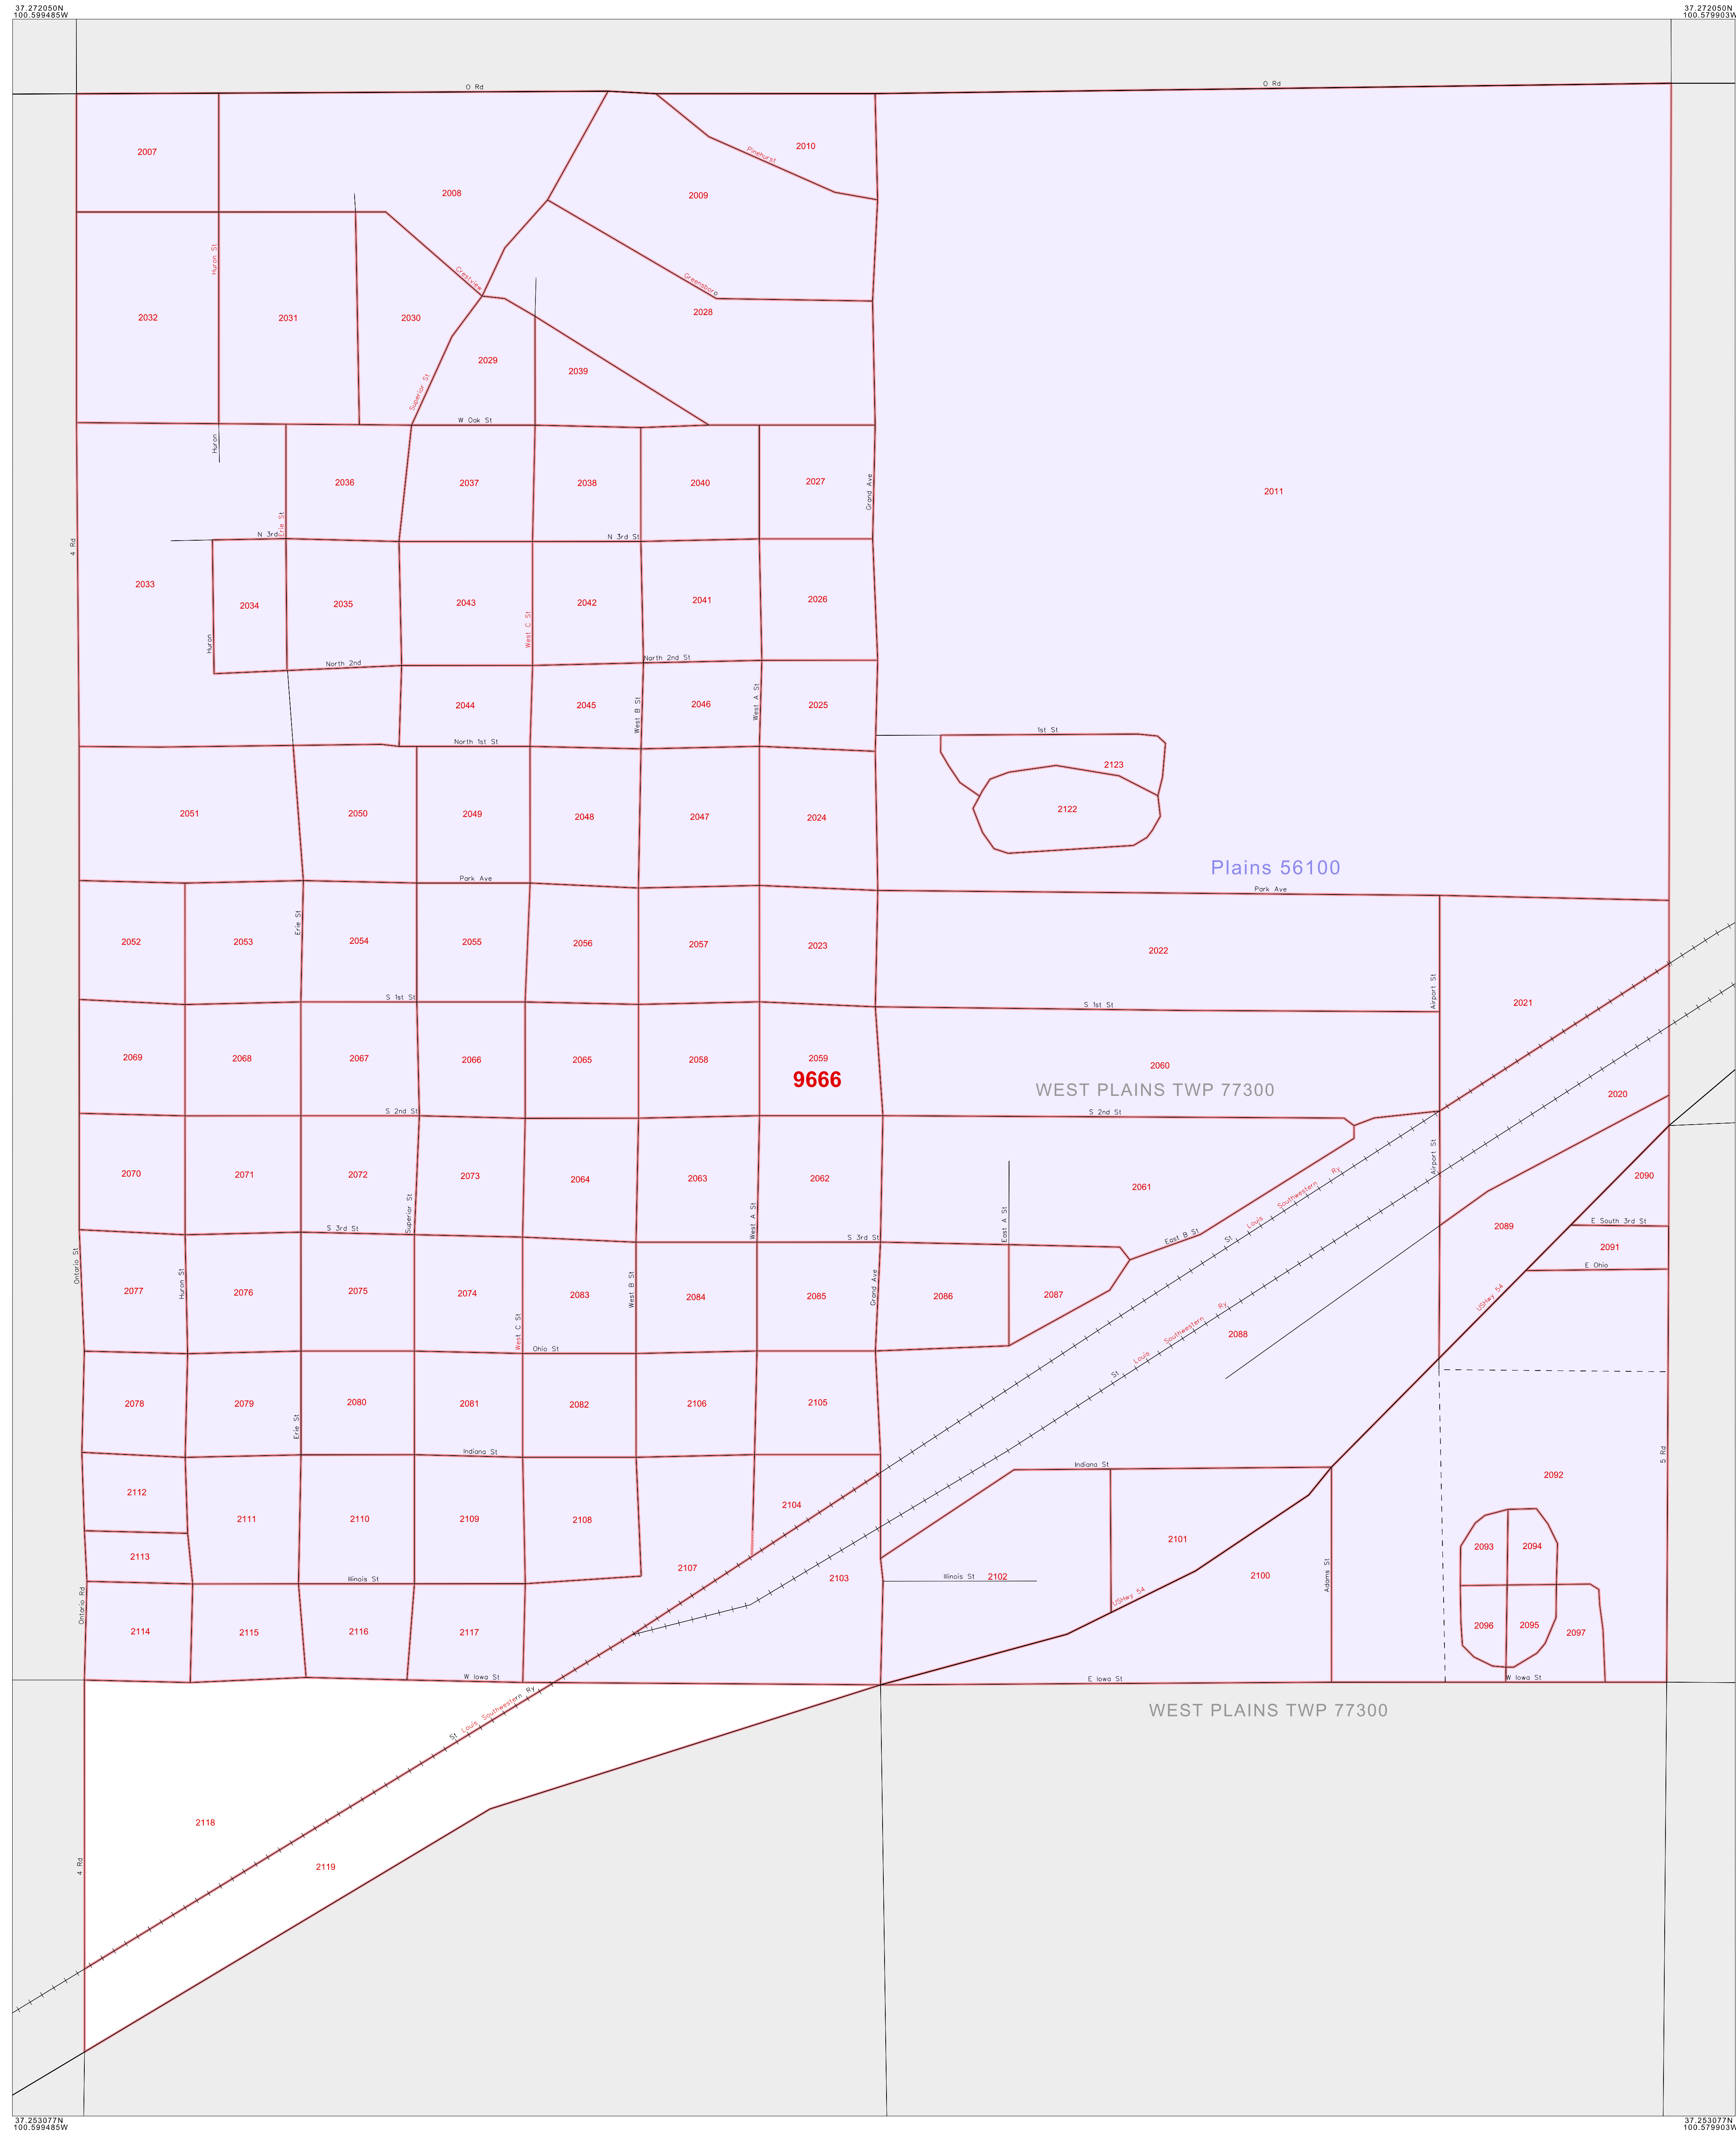 37.272050N
100.599485W
37.272050N
100.579903W
O Rd
O Rd
2007
2010
Pinehurst
2008
2009
Huron St
Crestview
Greensboro
2028
2032
2031
2030
2029
2039
Superior St
W Oak St
Huron
2036
2037
2038
2040
2027
Grand Ave
2011
Erie St
N 3rd
N 3rd St
4 Rd
2033
2034
2035
2043
2042
2041
2026
West C St
Huron
North 2nd
North 2nd St
2044
2045
2046
2025
West B St
West A St
North 1st St
1st St
2123
2122
2051
2050
2049
2048
2047
2024
Plains 56100
Park Ave
Park Ave
2052
2053
Erie St
2054
2055
2056
2057
2023
2022
Airport St
2021
S 1st St
S 1st St
2069
2068
2067
2066
2065
2058
2059
2060
9666
WEST PLAINS TWP 77300
2020
S 2nd St
S 2nd St
2070
2071
2072
2073
2064
2063
2062
2061
Airport St
2090
Superior St
West A St
East A St
East B St
St Louis Southwestern Ry
S 3rd St
S 3rd St
2089
E South 3rd St
2091
E Ohio
Ontario St
Huron St
2077
2076
2075
2074
2083
West B St
2084
2085
Grand Ave
2086
2087
USHwy 54
St Louis Southwestern Ry
2088
West C St
Ohio St
2078
2079
Erie St
2080
2081
2082
2106
2105
Indiana St
Indiana St
5 Rd
2092
2112
2111
2110
2109
2108
2104
2101
2093
2094
2113
2107
2103
Illinois St
Illinois St
2102
2100
Adams St
USHwy 54
Ontario Rd
2114
2115
2116
2117
2096
2095
2097
W Iowa St
E Iowa St
W Iowa St
St Louis Southwestern Ry
WEST PLAINS TWP 77300
2118
4 Rd
2119
37.253077N
100.599485W
37.253077N
100.579903W